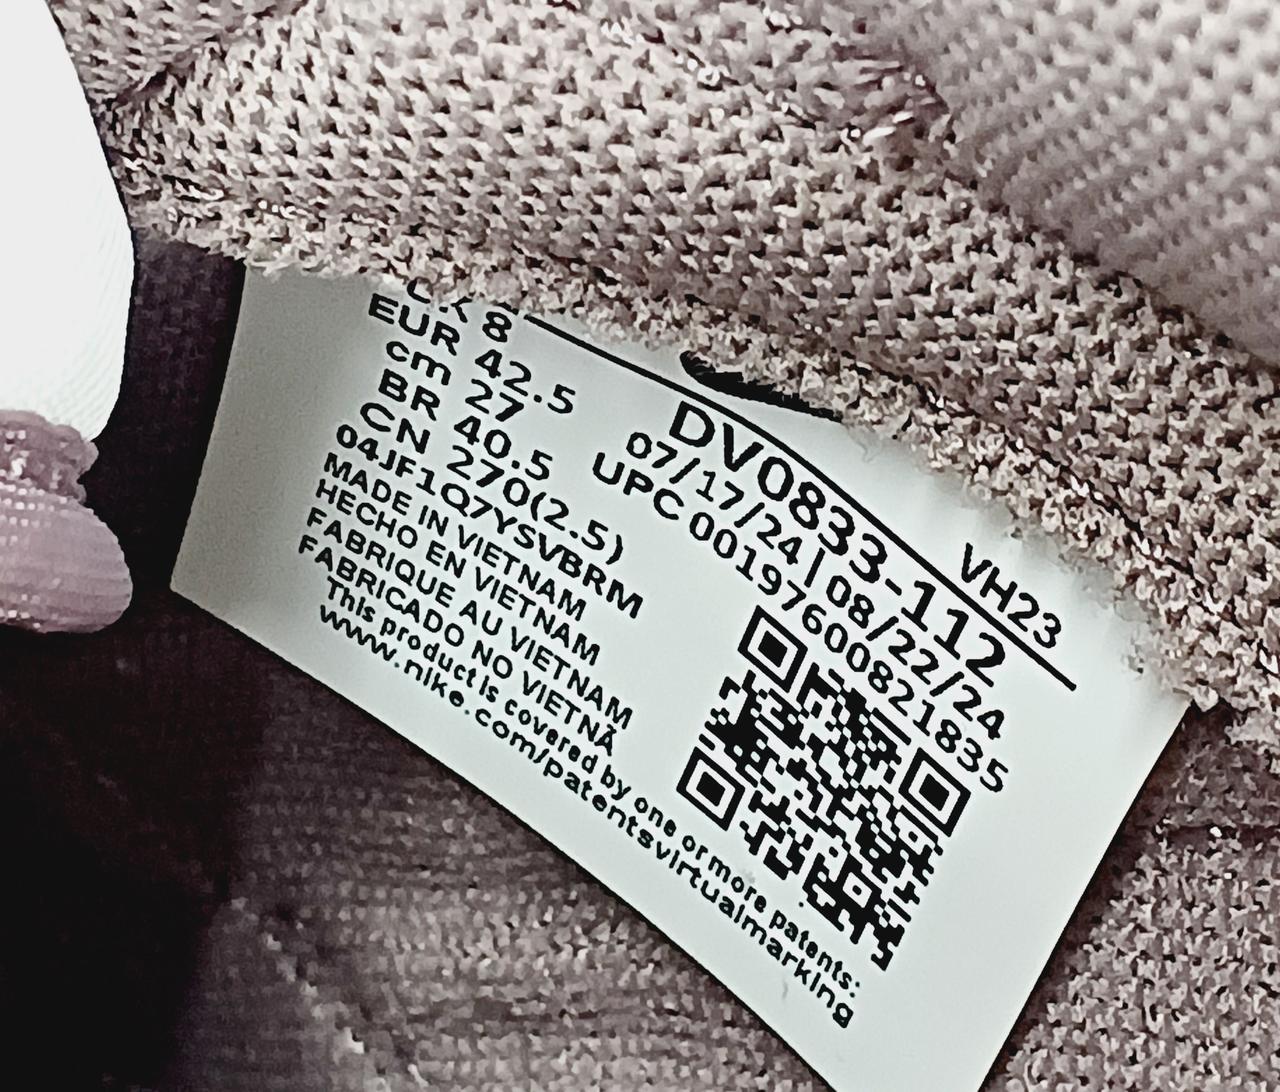 UK 8
EUR 42.5
cm 27
BR 40.5
CN 270(2.5)
04JF1Q7YSVBRM
MADE IN VIETNAM
HECHO EN VIETNAM
FABRIQUE AU VIETNAM
FABRICADO NO VIETNÃ
This product is covered by one or more patents:
www.nike.com/patentsvirtualmarking
VH23
DV0833-112
07/17/24 | 08/22/24
UPC 00197600821835